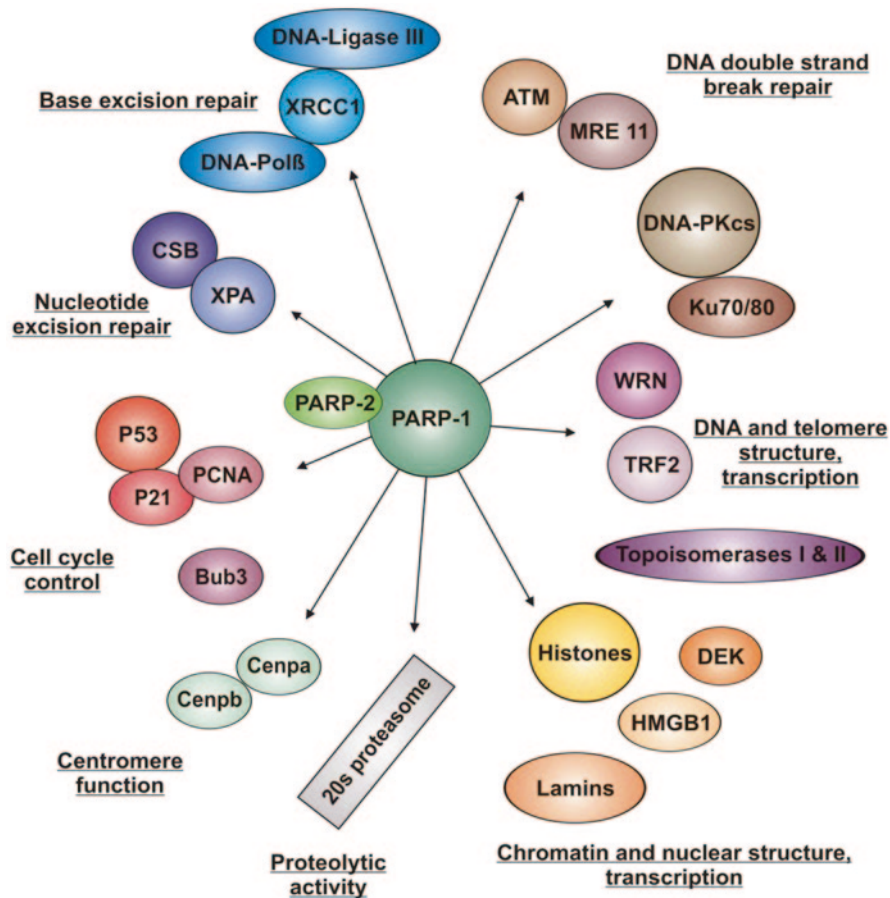 DNA-Ligase III
Base excision repair
XRCC1
DNA-Polß
ATM
MRE 11
DNA double strand
break repair
DNA-PKcs
Ku70/80
CSB
XPA
Nucleotide
excision repair
PARP-2
PARP-1
WRN
TRF2
DNA and telomere
structure,
transcription
Topoisomerases I & II
P53
P21
PCNA
Cell cycle
control
Bub3
Cenpa
Cenpb
Centromere
function
20s proteasome
Proteolytic
activity
Histones
DEK
HMGB1
Lamins
Chromatin and nuclear structure,
transcription